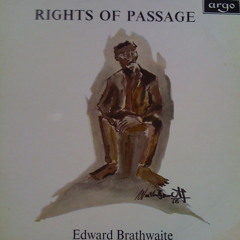 RIGHTS OF PASSAGE
argo
Edward Brathwaite